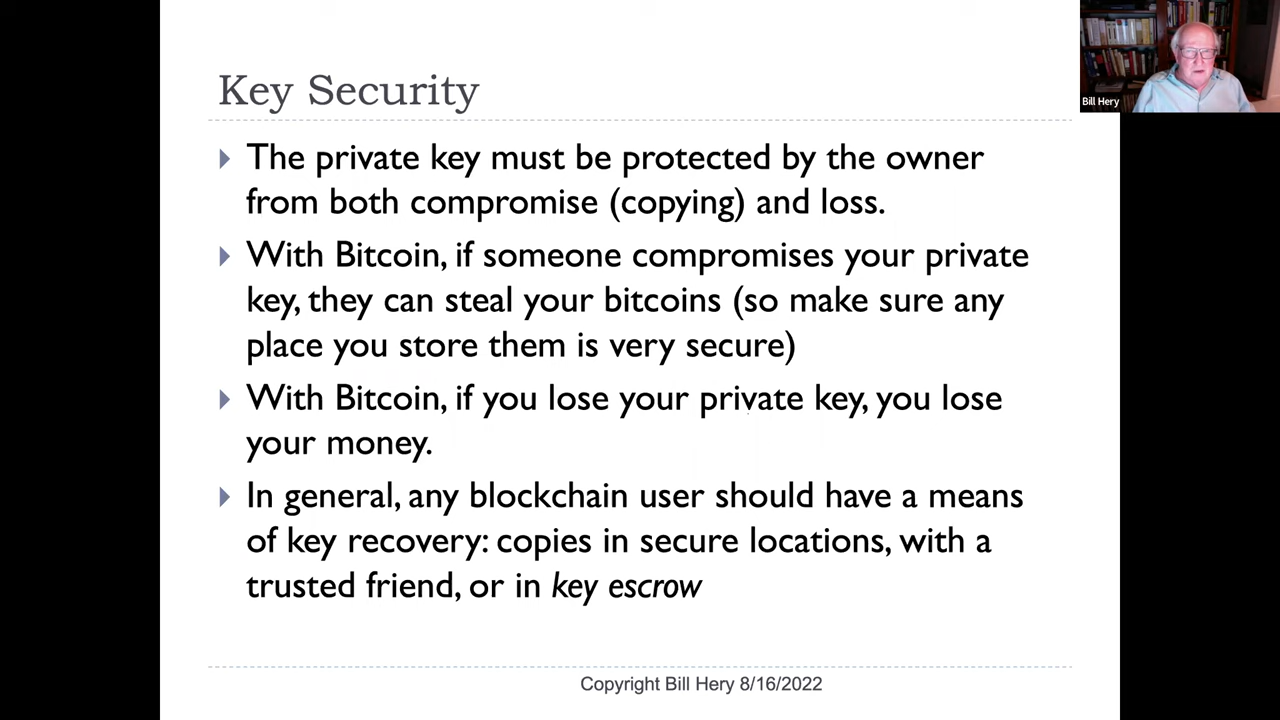 Key Security
The private key must be protected by the owner
from both compromise (copying) and loss.
With Bitcoin, if someone compromises your private
key, they can steal your bitcoins (so make sure any
place you store them is very secure)
With Bitcoin, if you lose your private key, you lose
your money.
In general, any blockchain user should have a means
of key recovery: copies in secure locations, with a
trusted friend, or in key escrow
Copyright Bill Hery 8/16/2022
Bill Hery